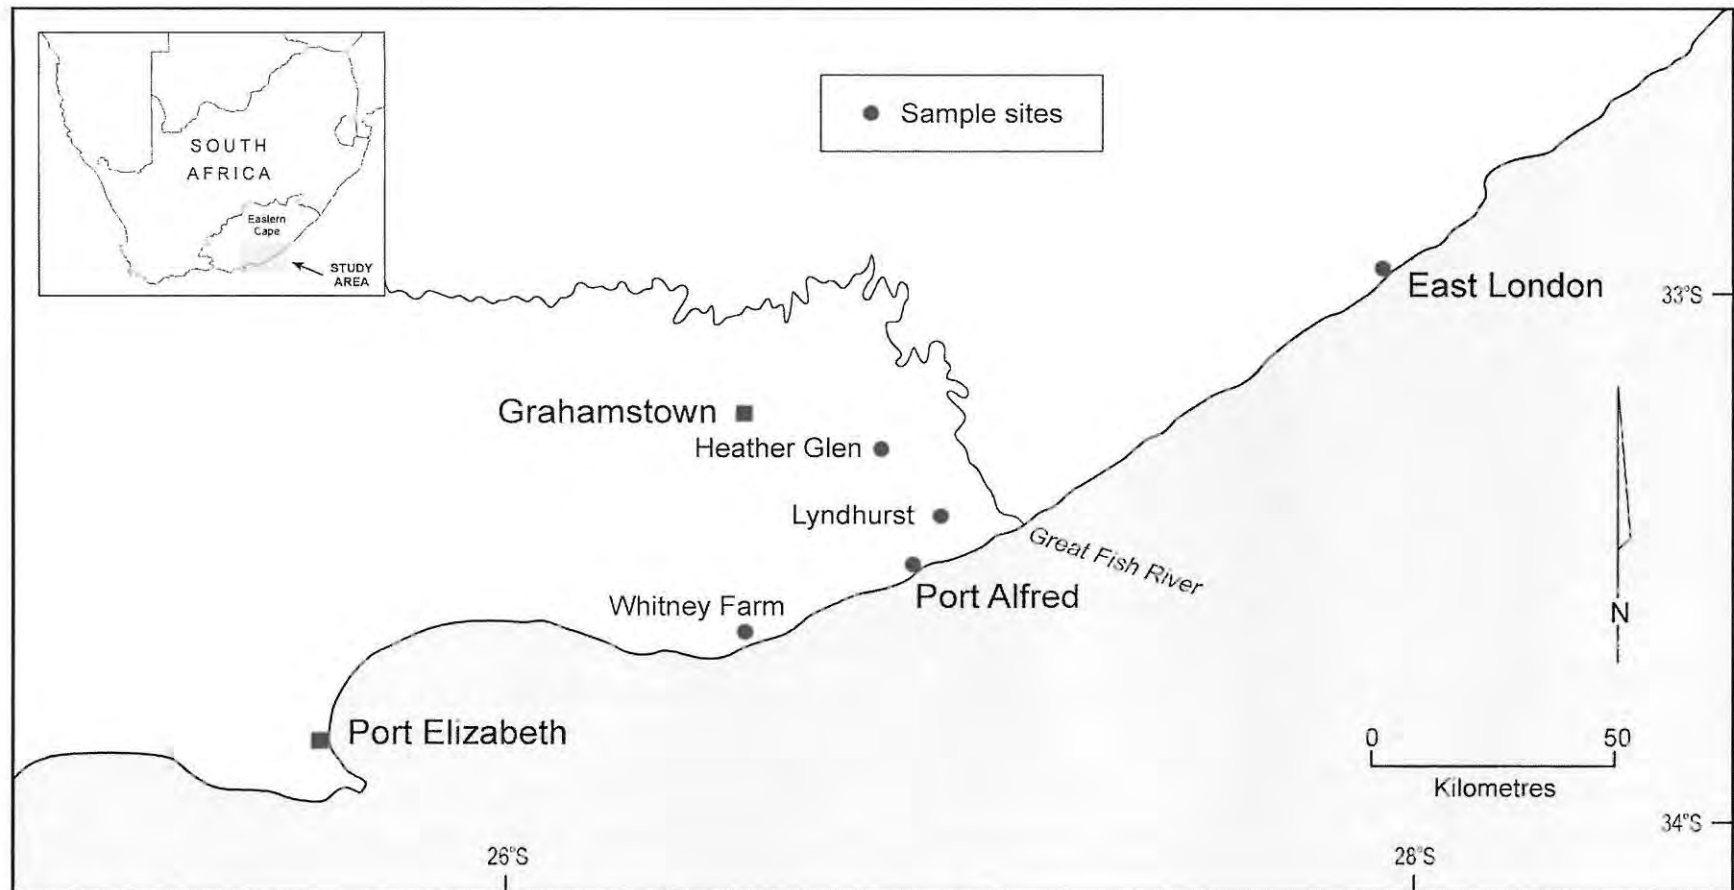 SOUTH
AFRICA
Eastern
Cape
STUDY
AREA
Sample sites
East London
33°S
Grahamstown
Heather Glen
Lyndhurst
Great Fish River
Port Alfred
Whitney Farm
N
Port Elizabeth
0 50
Kilometres
34°S
26°S
28°S